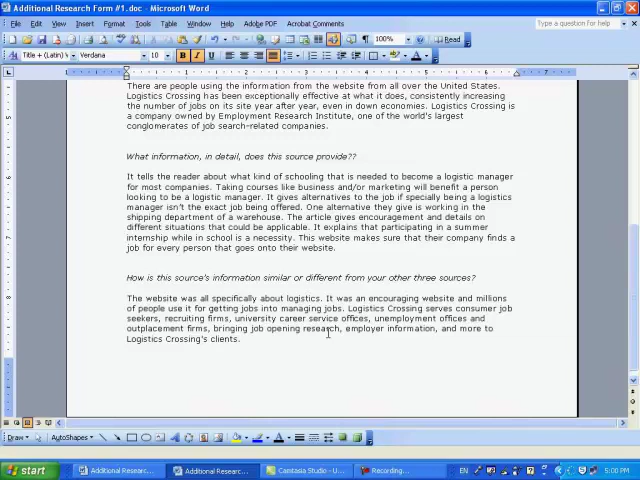 Additional Research Form #1.doc - Microsoft Word
File Edit View Insert Format Tools Table Window Help Adobe PDF Acrobat Comments
Type a question for help
100% Read
Title + (Latin) V Verdana 10 B I U
1 2 3 4 5 6 7
There are people using the information from the website from all over the United States.
Logistics Crossing has been exceptionally effective at what it does, consistently increasing
the number of jobs on its site year after year, even in down economies. Logistics Crossing is
a company owned by Employment Research Institute, one of the world's largest
conglomerates of job search-related companies.
What information, in detail, does this source provide??
It tells the reader about what kind of schooling that is needed to become a logistic manager
for most companies. Taking courses like business and/or marketing will benefit a person
looking to be a logistic manager. It gives alternatives to the job if specially being a logistics
manager isn't the exact job being offered. One alternative they give is working in the
shipping department of a warehouse. The article gives encouragement and details on
different situations that could be applicable. It explains that participating in a summer
internship while in school is a necessity. This website makes sure that their company finds a
job for every person that goes onto their website.
How is this source's information similar or different from your other three sources?
The website was all specifically about logistics. It was an encouraging website and millions
of people use it for getting jobs into managing jobs. Logistics Crossing serves consumer job
seekers, recruiting firms, university career service offices, unemployment offices and
outplacement firms, bringing job opening research, employer information, and more to
Logistics Crossing's clients.
Draw AutoShapes
start Additional Researc... Additional Researc... Camtasia Studio - U... Recording... EN 5:00 PM